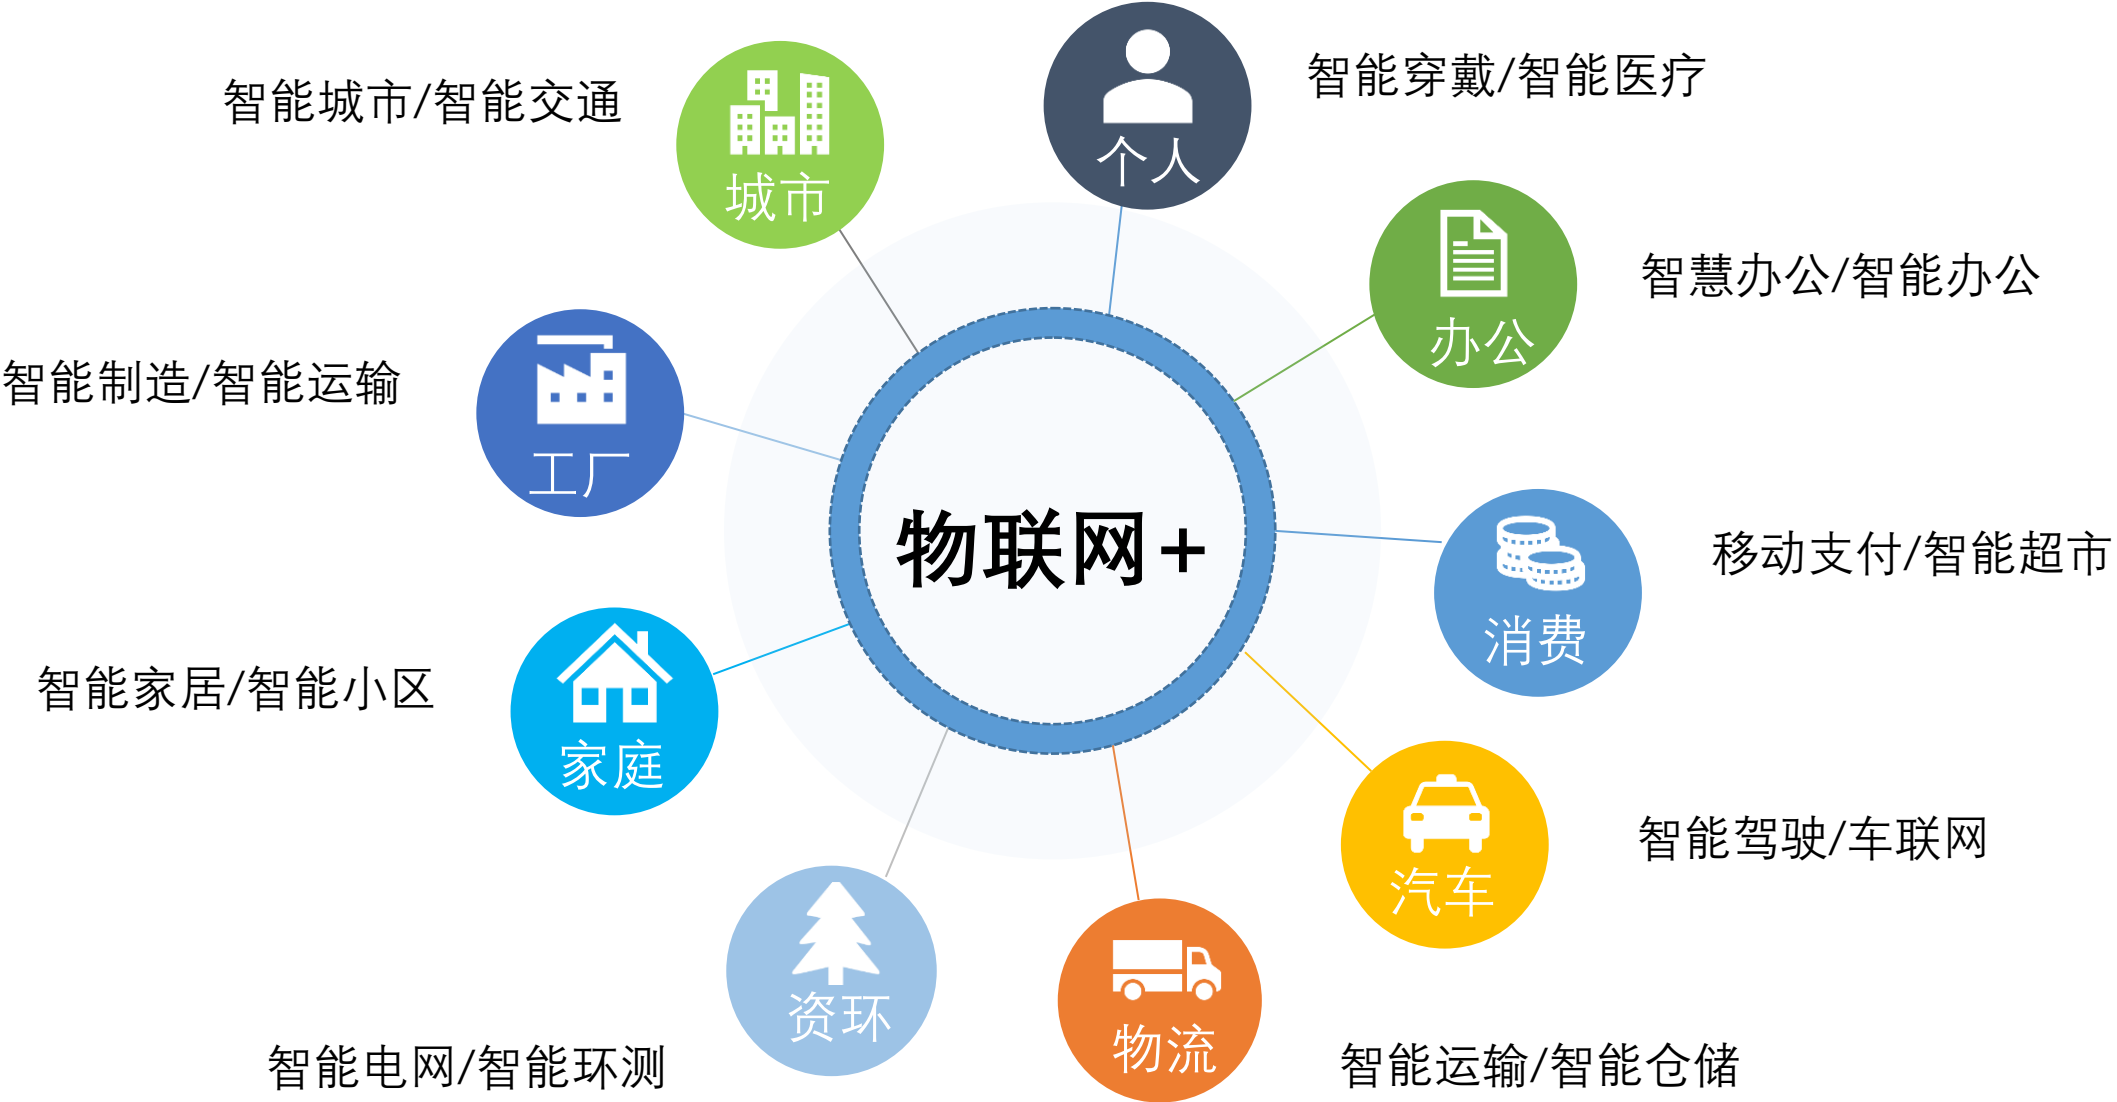 智能穿戴/智能医疗
个人
智能城市/智能交通
城市
智慧办公/智能办公
办公
智能制造/智能运输
工厂
物联网+
移动支付/智能超市
消费
智能家居/智能小区
家庭
智能驾驶/车联网
汽车
资环
智能电网/智能环测
物流
智能运输/智能仓储